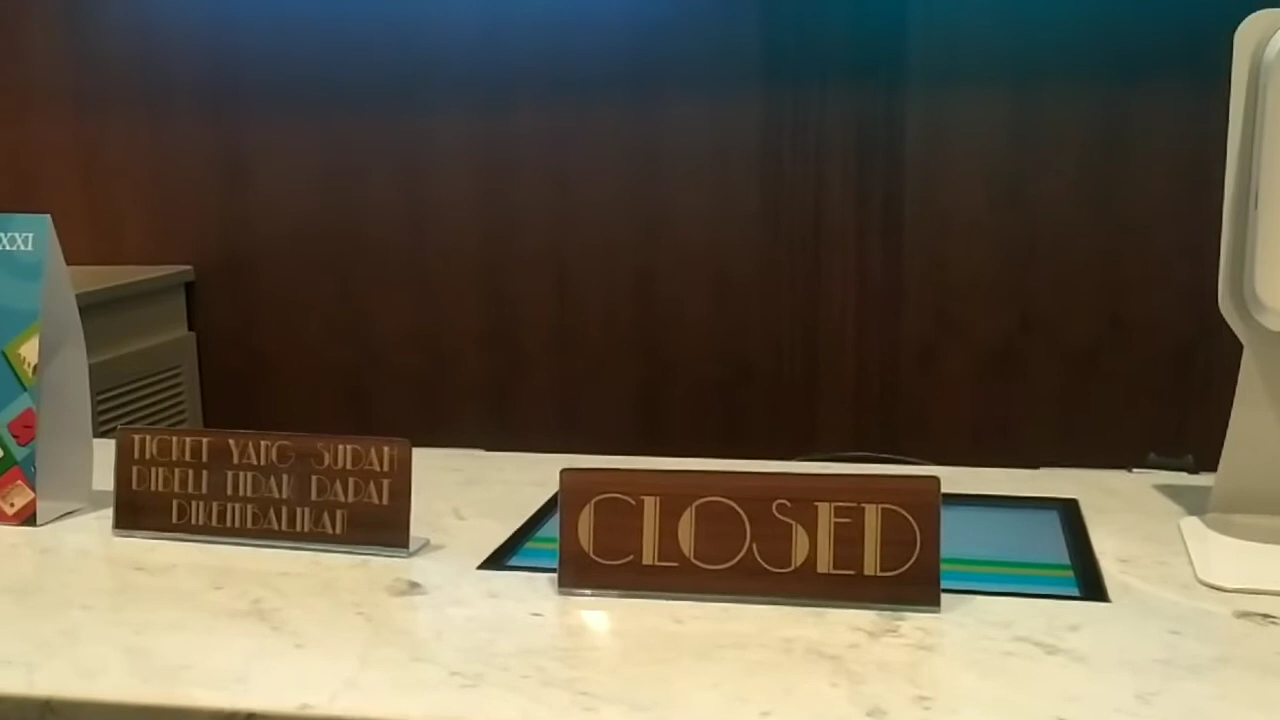 XXI
TICKET YANG SUDAH
DIBELI TIDAK DAPAT
DIKEMBALIKAN
CLOSED